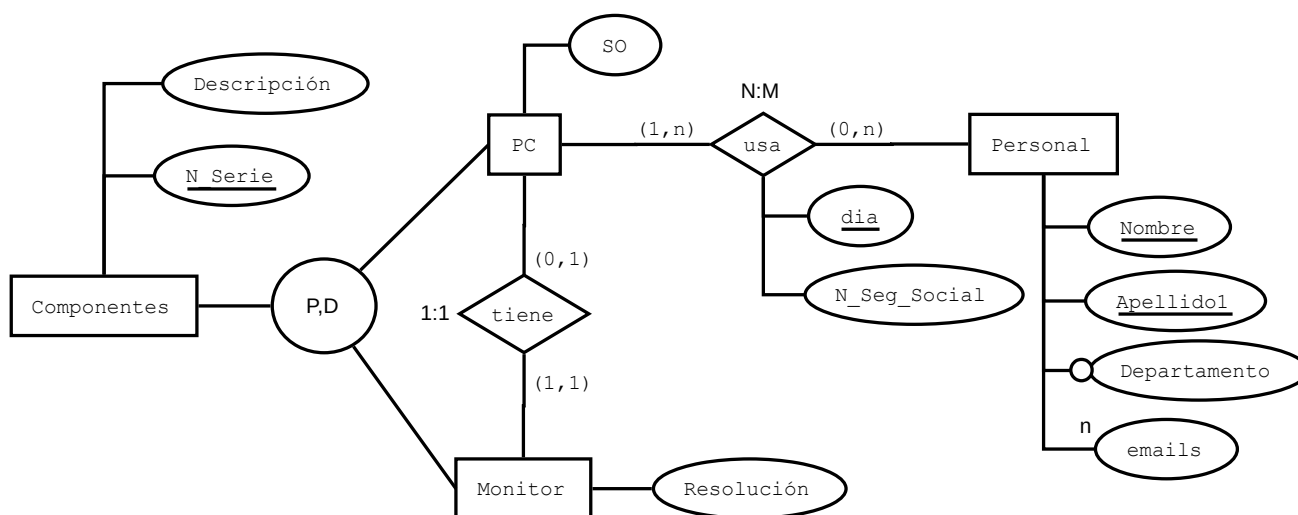 SO
Descripción
N:M
(1,n)
(0,n)
PC
usa
Personal
N_Serie
dia
Nombre
(0,1)
N_Seg_Social
Apellido1
Componentes
P,D
1:1
tiene
(1,1)
Departamento
n
emails
Monitor
Resolución